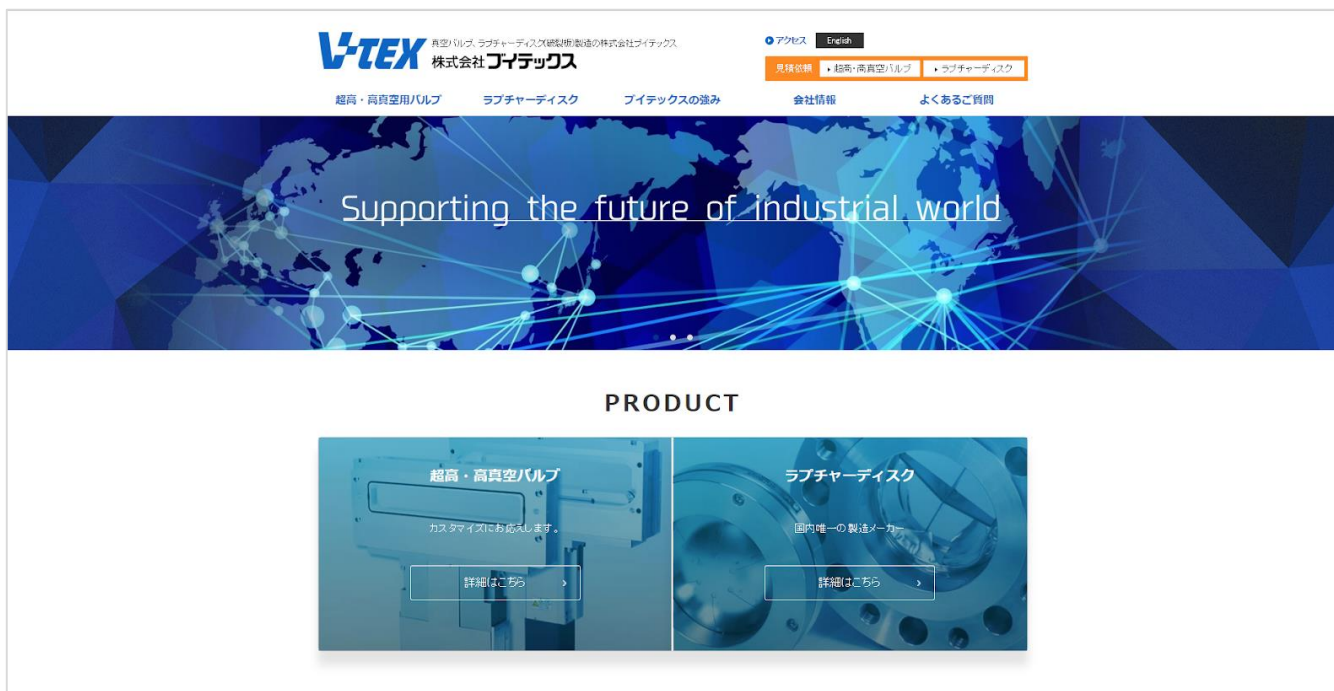 V-TEX
真空バルブ、ラプチャーディスク(破裂板)製造の株式会社ブイテックス
株式会社ブイテックス
アクセス English
見積依頼 超高・高真空バルブ ラプチャーディスク
超高・高真空用バルブ ラプチャーディスク ブイテックスの強み 会社情報 よくあるご質問
Supporting the future of industrial world
PRODUCT
超高・高真空バルブ ラプチャーディスク
カスタマイズにお応えします。 国内唯一の製造メーカー
詳細はこちら 詳細はこちら